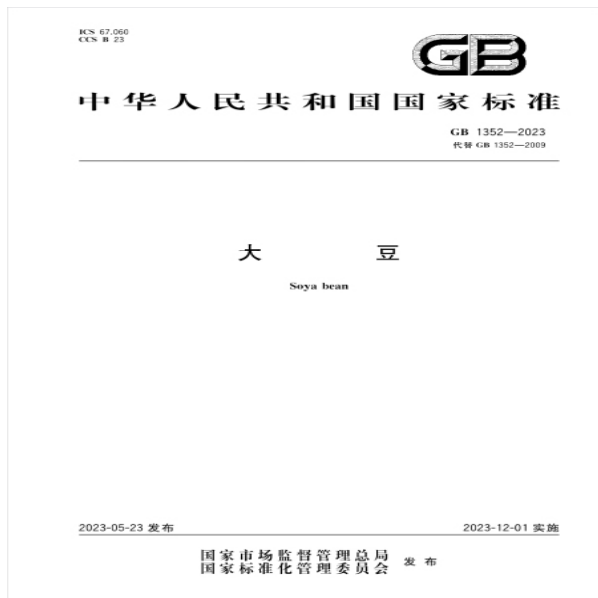 ICS 67.060
CCS B 23
GB
中华人民共和国国家标准
GB 1352—2023
代替 GB 1352—2009
大 豆
Soya bean
2023-05-23 发布
2023-12-01 实施
国家市场监督管理总局
国家标准化管理委员会
发布